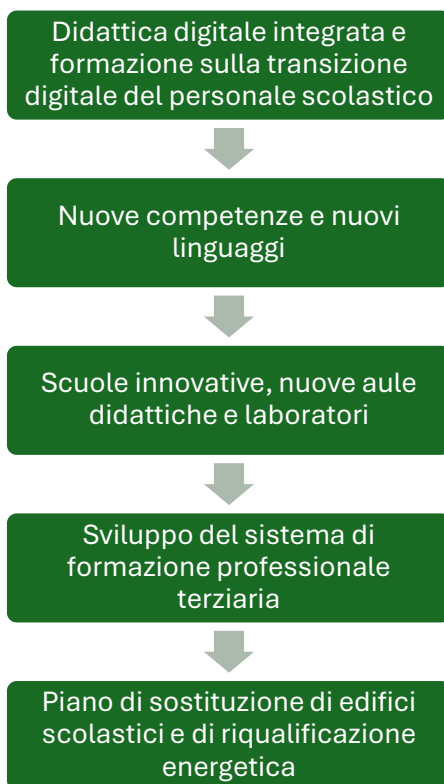 Didattica digitale integrata e
formazione sulla transizione
digitale del personale scolastico
Nuove competenze e nuovi
linguaggi
Scuole innovative, nuove aule
didattiche e laboratori
Sviluppo del sistema di
formazione professionale
terziaria
Piano di sostituzione di edifici
scolastici e di riqualificazione
energetica